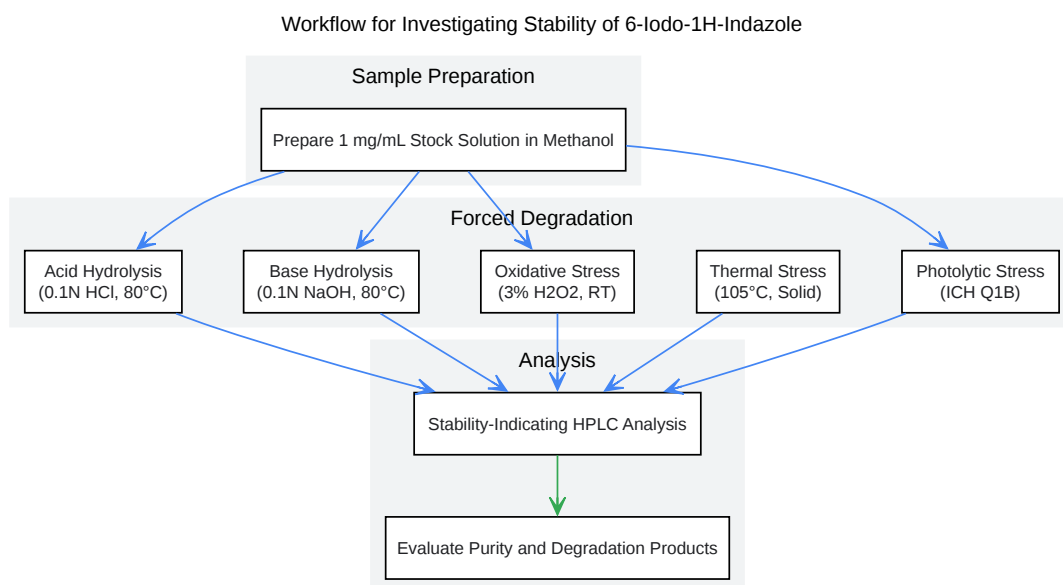 Workflow for Investigating Stability of 6-Iodo-1H-Indazole
Sample Preparation
Prepare 1 mg/mL Stock Solution in Methanol
Forced Degradation
Acid Hydrolysis
(0.1N HCl, 80°C)
Base Hydrolysis
(0.1N NaOH, 80°C)
Oxidative Stress
(3% H2O2, RT)
Thermal Stress
(105°C, Solid)
Photolytic Stress
(ICH Q1B)
Analysis
Stability-Indicating HPLC Analysis
Evaluate Purity and Degradation Products